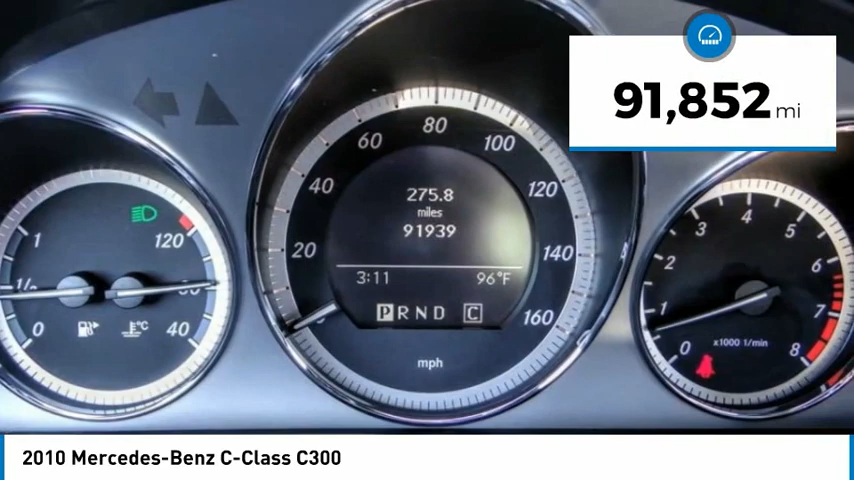 91,852 mi
60 80 100
40 120
20 140
160
275.8
miles
91939
3:11 96°F
P R N D C
mph
1 120
1/2
0 °C 40
1 2 3 4 5 6 7 8
0 x1000 1/min
2010 Mercedes-Benz C-Class C300